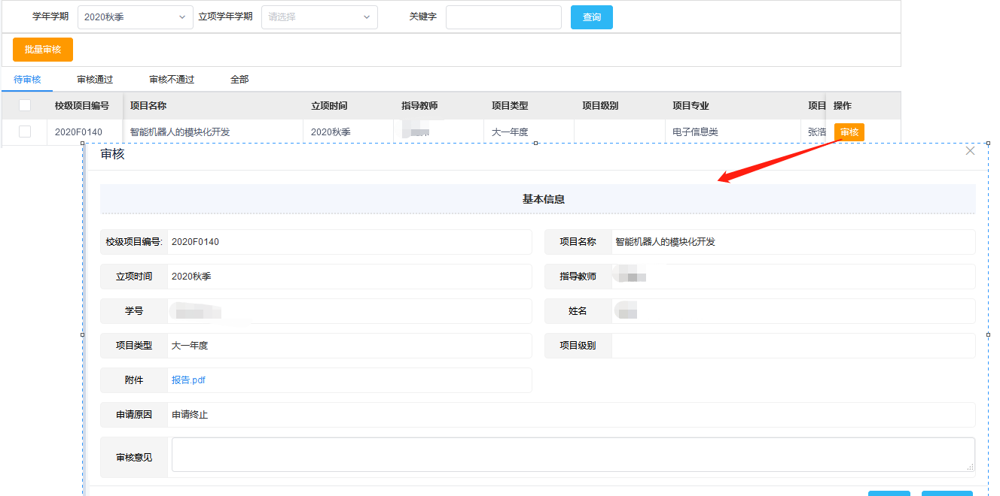 学年学期 2020秋季 立项学年学期 请选择 关键字 查询
批量审核
待审核 审核通过 审核不通过 全部
校级项目编号 项目名称 立项时间 指导教师 项目类型 项目级别 项目专业 项目 操作
2020F0140 智能机器人的模块化开发 2020秋季 大一年度 电子信息类 张浩 审核
审核
基本信息
校级项目编号: 2020F0140 项目名称 智能机器人的模块化开发
立项时间 2020秋季 指导教师
学号 姓名
项目类型 大一年度 项目级别
附件 报告.pdf
申请原因 申请终止
审核意见